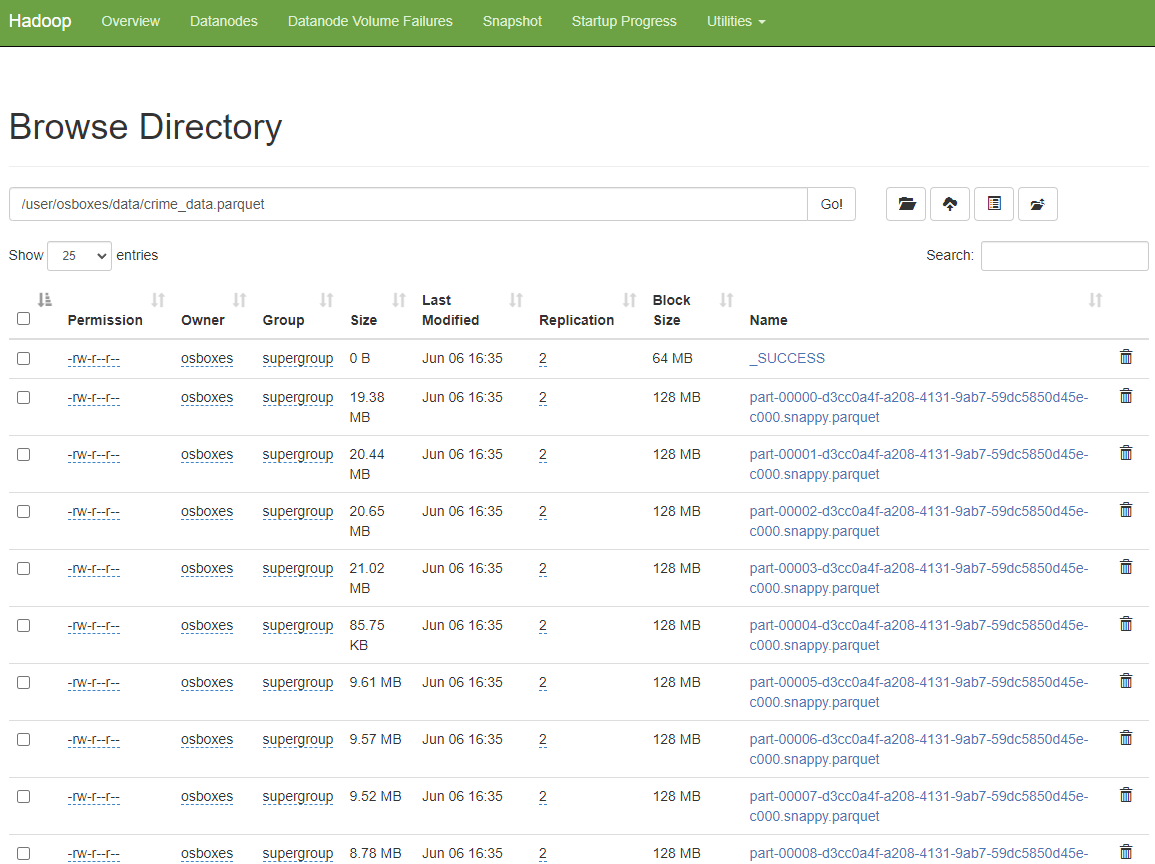 Hadoop Overview Datanodes Datanode Volume Failures Snapshot Startup Progress Utilities
Browse Directory
/user/osboxes/data/crime_data.parquet Go!
Show 25 entries Search:
Permission Owner Group Size Last Modified Replication Block Size Name
-rw-r--r-- osboxes supergroup 0 B Jun 06 16:35 2 64 MB _SUCCESS
-rw-r--r-- osboxes supergroup 19.38 MB Jun 06 16:35 2 128 MB part-00000-d3cc0a4f-a208-4131-9ab7-59dc5850d45e-
c000.snappy.parquet
-rw-r--r-- osboxes supergroup 20.44 MB Jun 06 16:35 2 128 MB part-00001-d3cc0a4f-a208-4131-9ab7-59dc5850d45e-
c000.snappy.parquet
-rw-r--r-- osboxes supergroup 20.65 MB Jun 06 16:35 2 128 MB part-00002-d3cc0a4f-a208-4131-9ab7-59dc5850d45e-
c000.snappy.parquet
-rw-r--r-- osboxes supergroup 21.02 MB Jun 06 16:35 2 128 MB part-00003-d3cc0a4f-a208-4131-9ab7-59dc5850d45e-
c000.snappy.parquet
-rw-r--r-- osboxes supergroup 85.75 KB Jun 06 16:35 2 128 MB part-00004-d3cc0a4f-a208-4131-9ab7-59dc5850d45e-
c000.snappy.parquet
-rw-r--r-- osboxes supergroup 9.61 MB Jun 06 16:35 2 128 MB part-00005-d3cc0a4f-a208-4131-9ab7-59dc5850d45e-
c000.snappy.parquet
-rw-r--r-- osboxes supergroup 9.57 MB Jun 06 16:35 2 128 MB part-00006-d3cc0a4f-a208-4131-9ab7-59dc5850d45e-
c000.snappy.parquet
-rw-r--r-- osboxes supergroup 9.52 MB Jun 06 16:35 2 128 MB part-00007-d3cc0a4f-a208-4131-9ab7-59dc5850d45e-
c000.snappy.parquet
-rw-r--r-- osboxes supergroup 8.78 MB Jun 06 16:35 2 128 MB part-00008-d3cc0a4f-a208-4131-9ab7-59dc5850d45e-